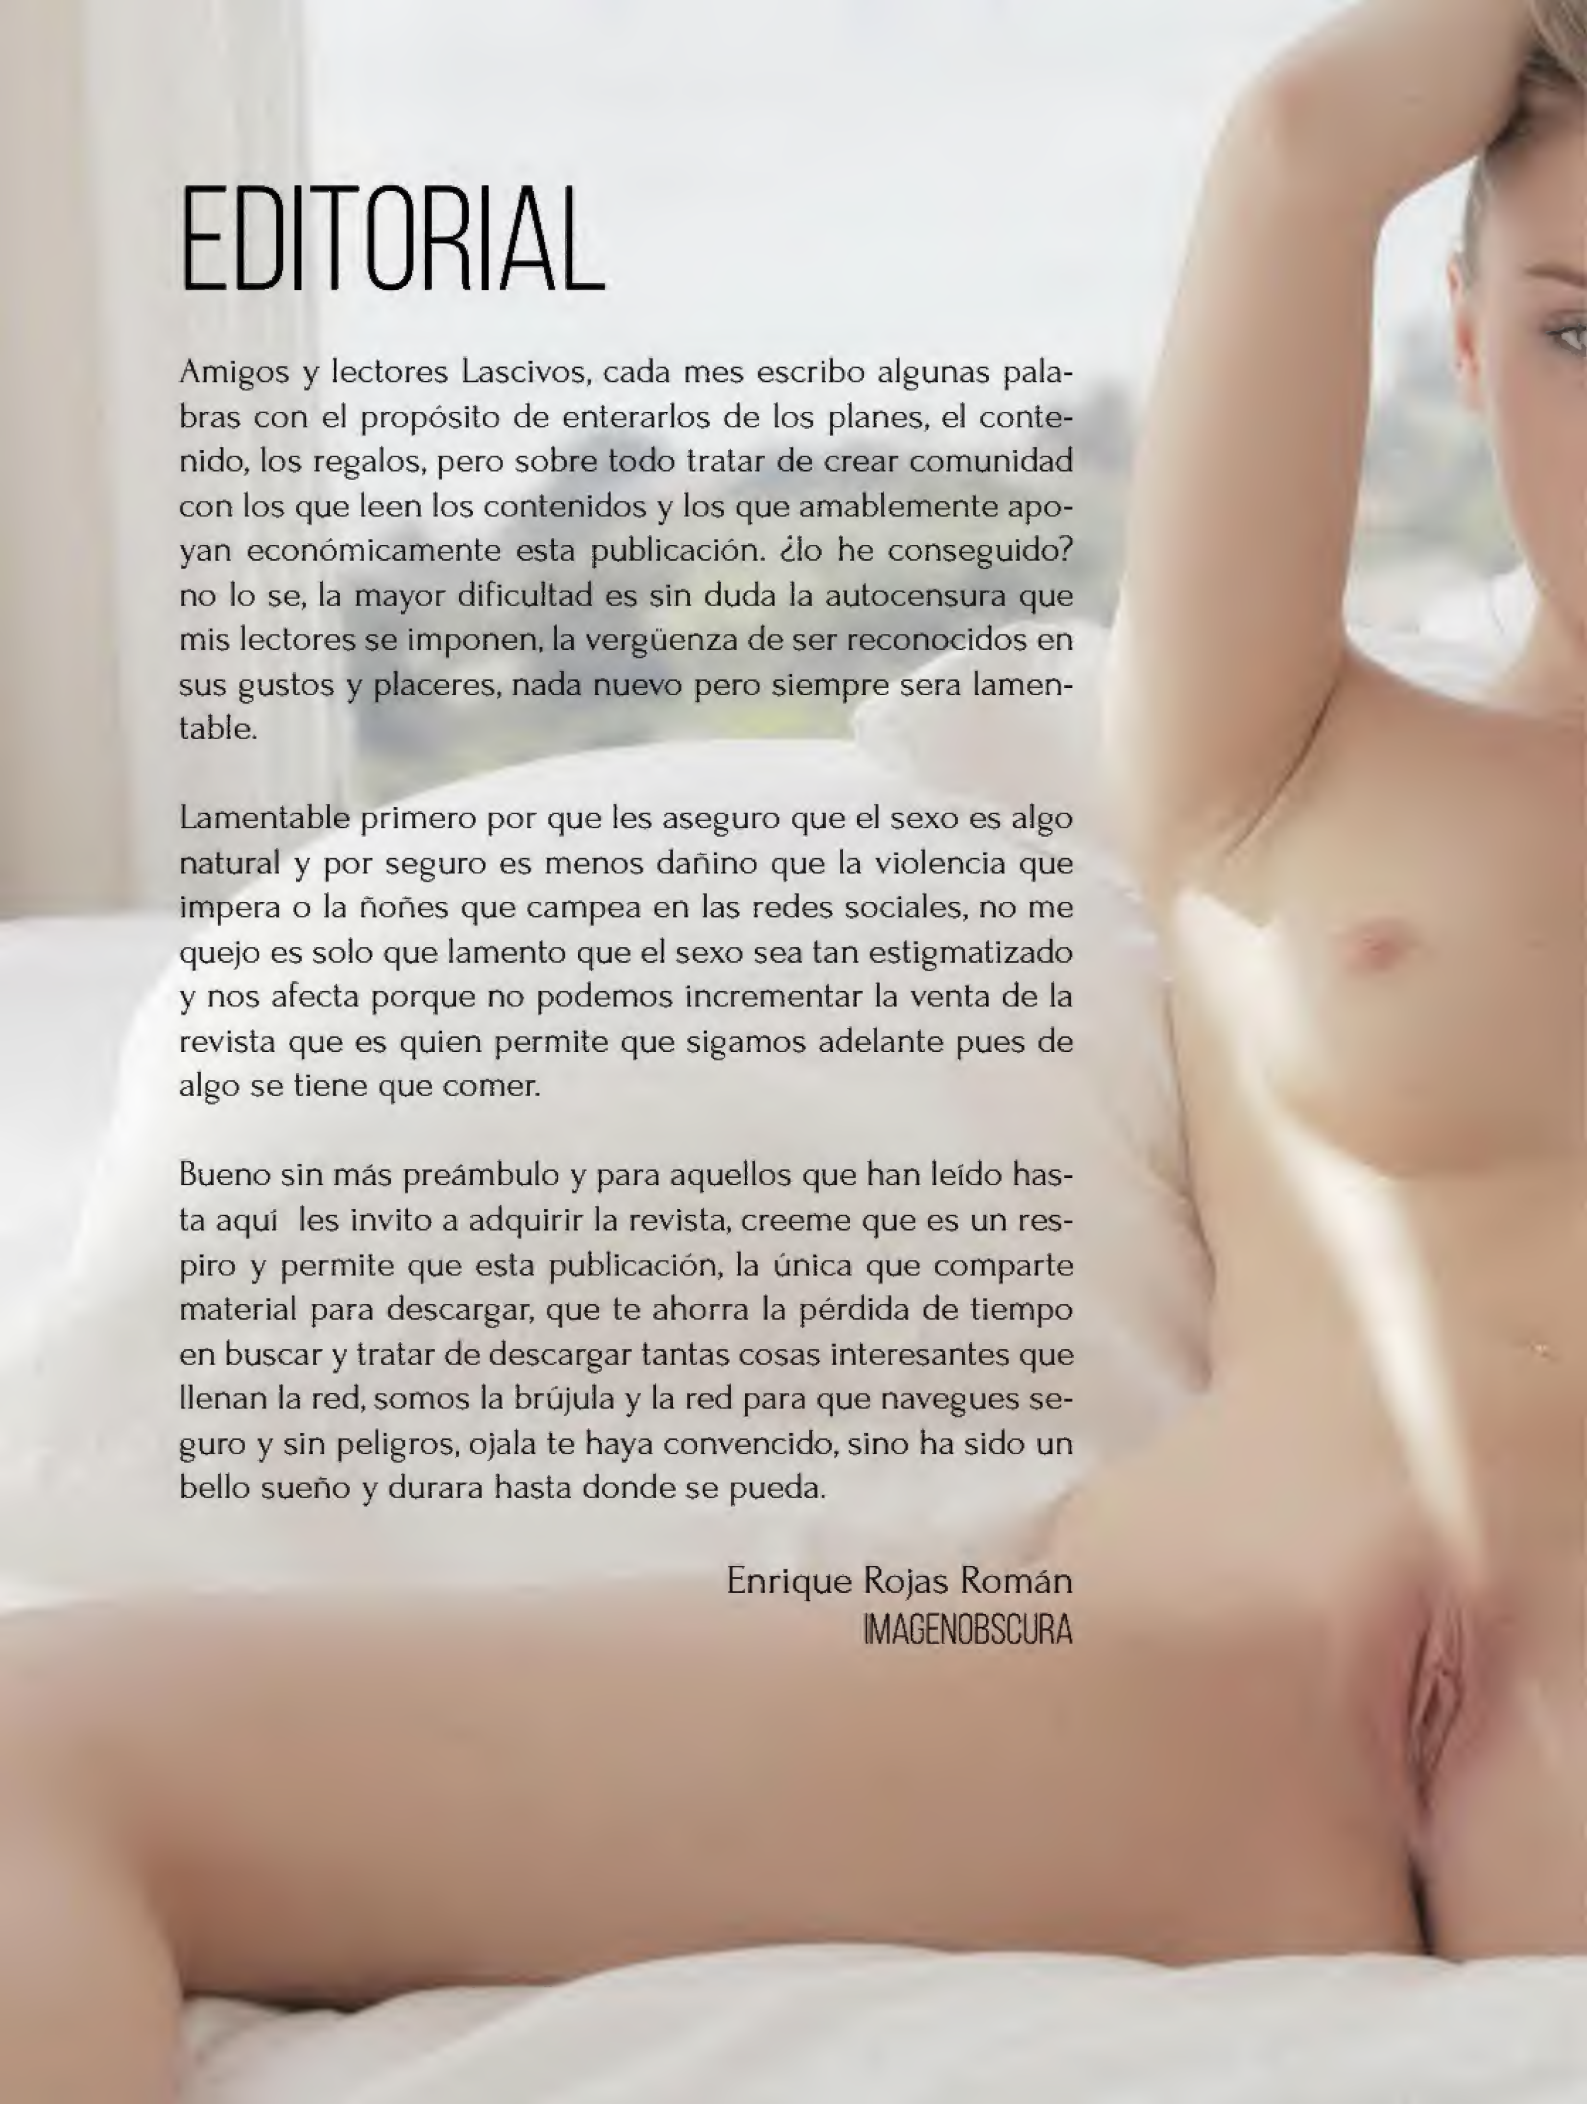 EDITORIAL
Amigos y lectores Lascivos, cada mes escribo algunas pala-
bras con el propósito de enterarlos de los planes, el conte-
nido, los regalos, pero sobre todo tratar de crear comunidad
con los que leen los contenidos y los que amablemente apo-
yan económicamente esta publicación. ¿lo he conseguido?
no lo se, la mayor dificultad es sin duda la autocensura que
mis lectores se imponen, la vergüenza de ser reconocidos en
sus gustos y placeres, nada nuevo pero siempre sera lamen-
table.
Lamentable primero por que les aseguro que el sexo es algo
natural y por seguro es menos dañino que la violencia que
impera o la ñoñes que campea en las redes sociales, no me
quejo es solo que lamento que el sexo sea tan estigmatizado
y nos afecta porque no podemos incrementar la venta de la
revista que es quien permite que sigamos adelante pues de
algo se tiene que comer.
Bueno sin más preámbulo y para aquellos que han leído has-
ta aquí  les invito a adquirir la revista, creeme que es un res-
piro y permite que esta publicación, la única que comparte
material para descargar, que te ahorra la pérdida de tiempo
en buscar y tratar de descargar tantas cosas interesantes que
llenan la red, somos la brújula y la red para que navegues se-
guro y sin peligros, ojala te haya convencido, sino ha sido un
bello sueño y durara hasta donde se pueda.
Enrique Rojas Román
IMAGENOBSCURA